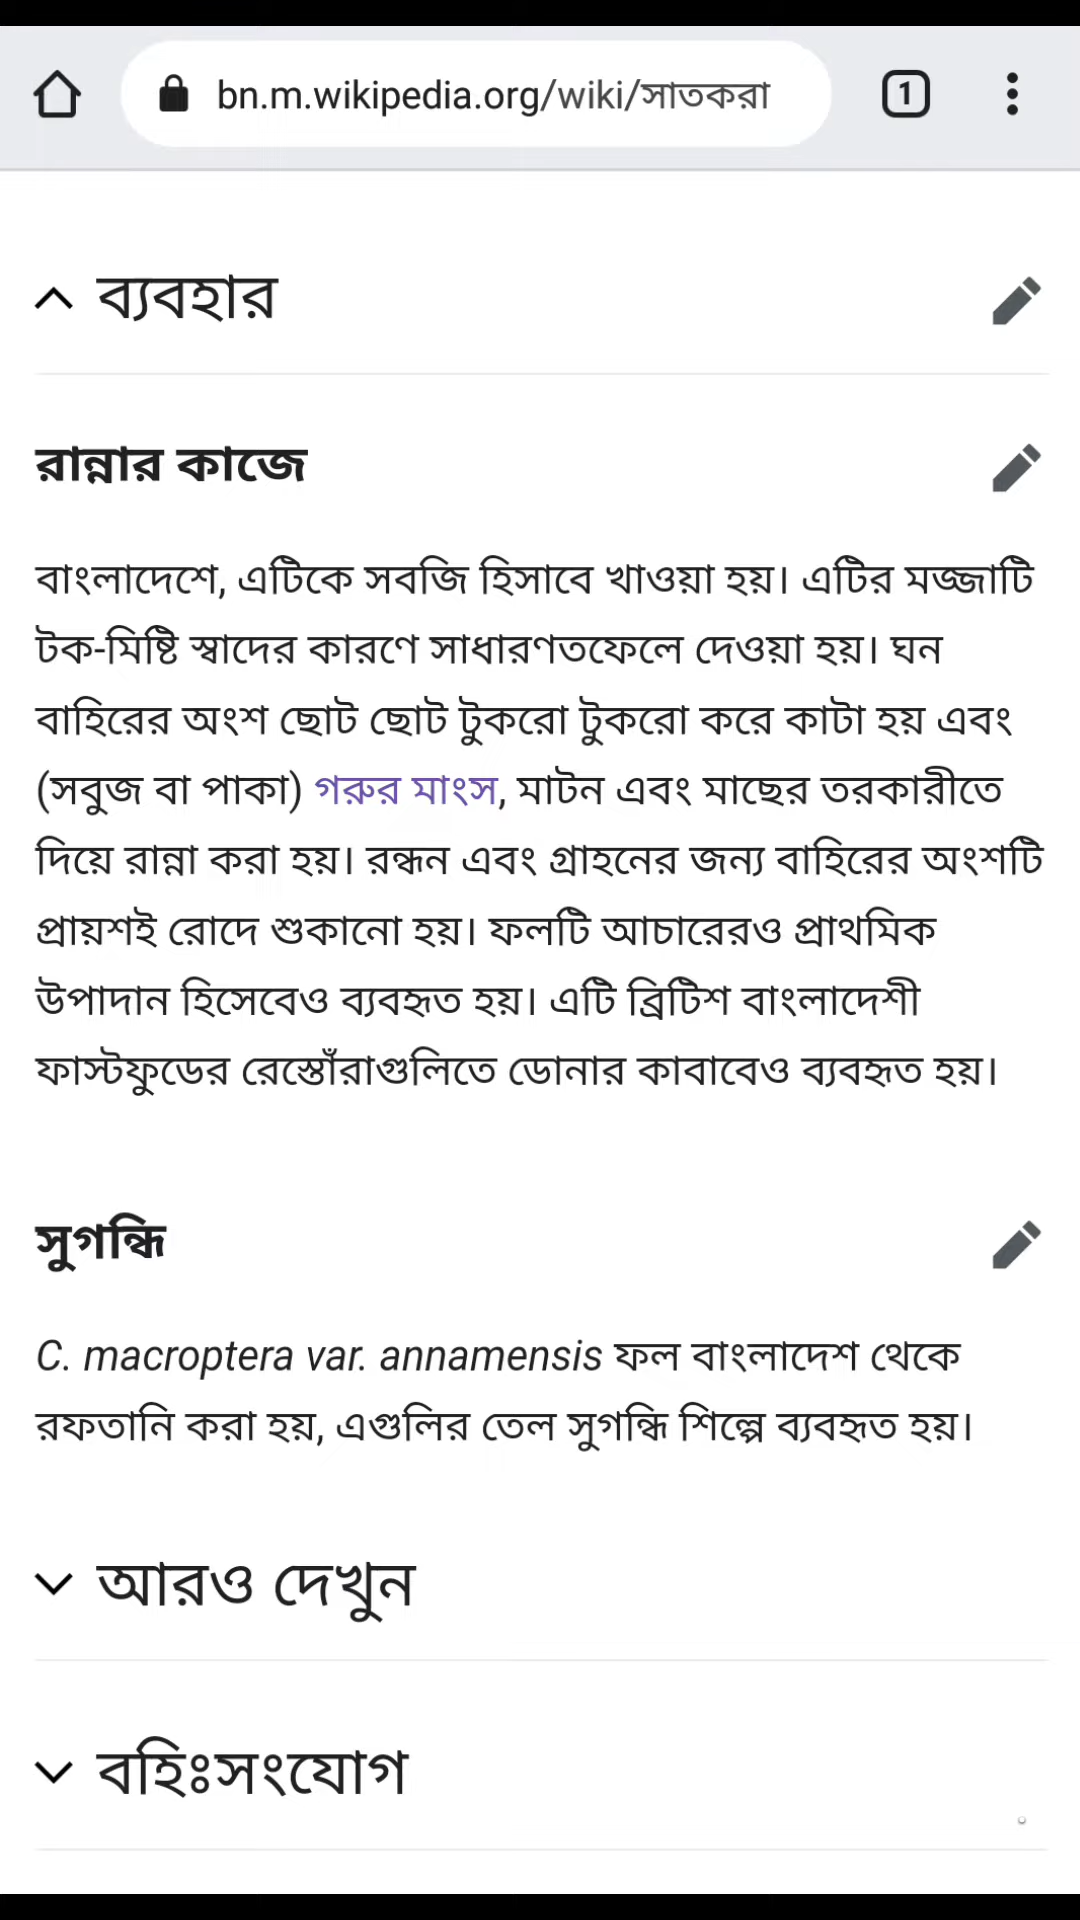 bn.m.wikipedia.org/wiki/সাতকরা
1
ব্যবহার
রান্নার কাজে
বাংলাদেশে, এটিকে সবজি হিসাবে খাওয়া হয়। এটির মজ্জাটি
টক-মিষ্টি স্বাদের কারণে সাধারণতফেলে দেওয়া হয়। ঘন
বাহিরের অংশ ছোট ছোট টুকরো টুকরো করে কাটা হয় এবং
(সবুজ বা পাকা) গরুর মাংস, মাটন এবং মাছের তরকারীতে
দিয়ে রান্না করা হয়। রন্ধন এবং গ্রাহনের জন্য বাহিরের অংশটি
প্রায়শই রোদে শুকানো হয়। ফলটি আচারেরও প্রাথমিক
উপাদান হিসেবেও ব্যবহৃত হয়। এটি ব্রিটিশ বাংলাদেশী
ফাস্টফুডের রেস্তোঁরাগুলিতে ডোনার কাবাবেও ব্যবহৃত হয়।
সুগন্ধি
C. macroptera var. annamensis ফল বাংলাদেশ থেকে
রফতানি করা হয়, এগুলির তেল সুগন্ধি শিল্পে ব্যবহৃত হয়।
আরও দেখুন
বহিঃসংযোগ